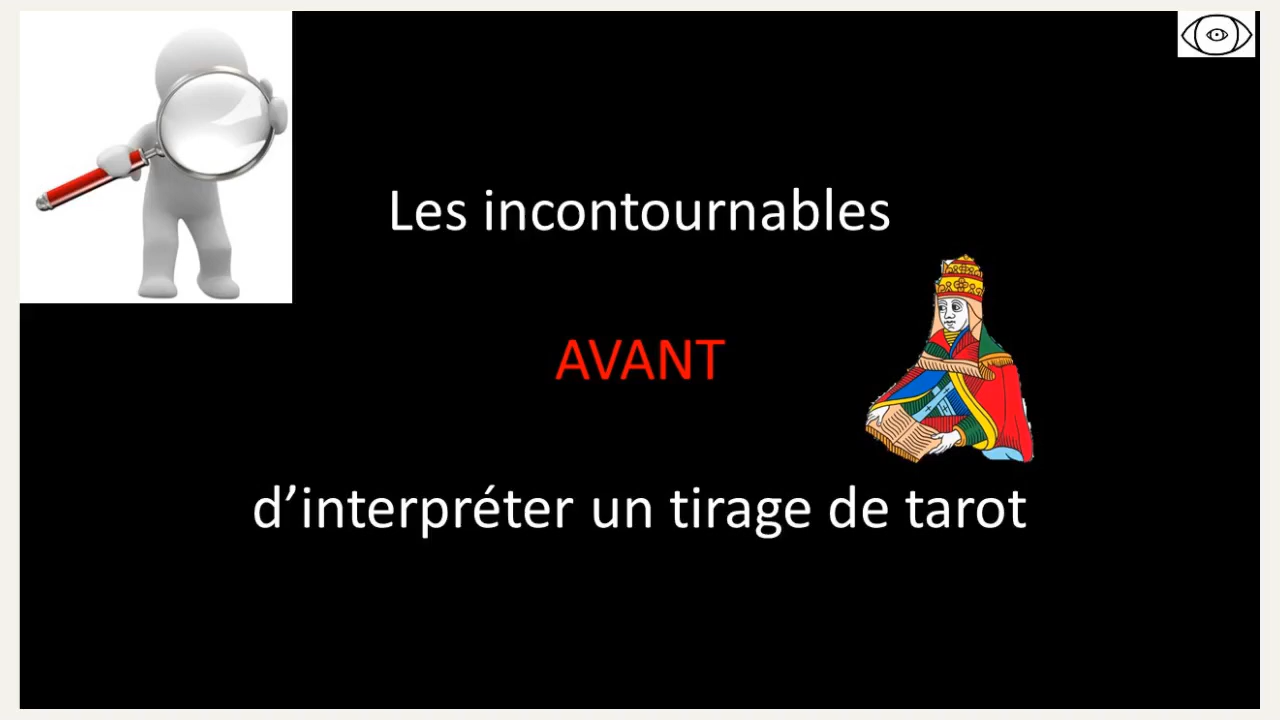 Les incontournables
AVANT
d’interpréter un tirage de tarot